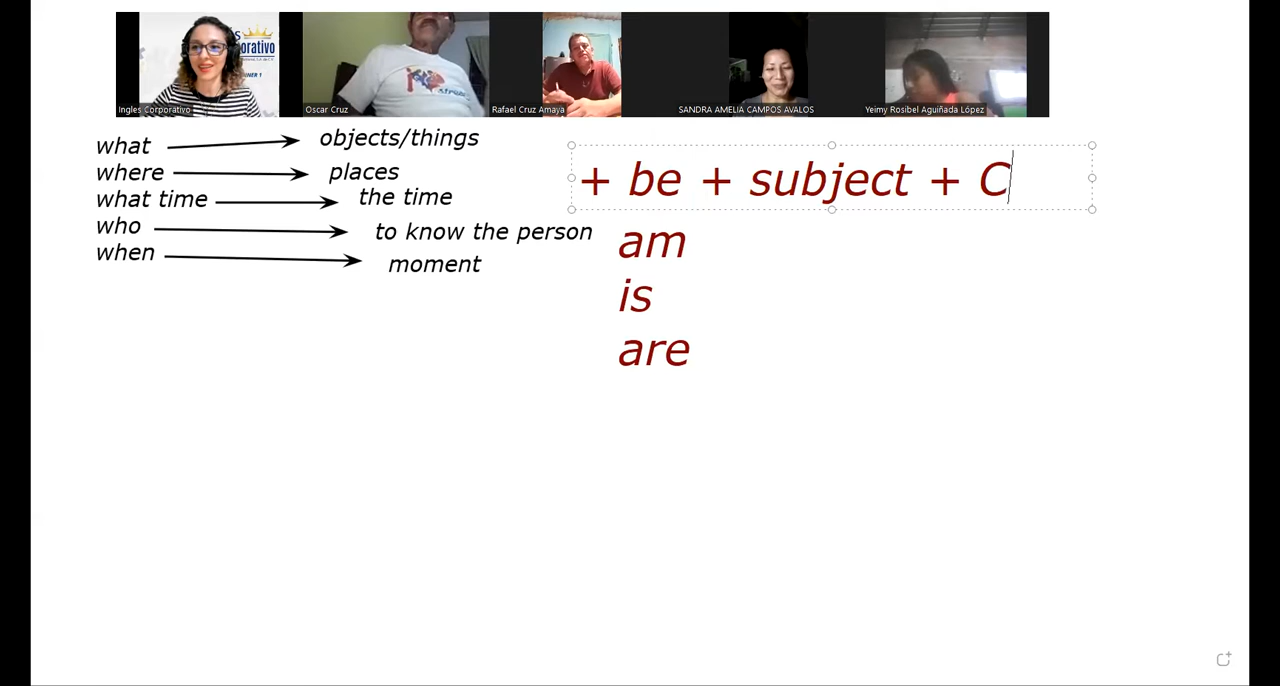 Ingles Corporativo
Oscar Cruz
Rafael Cruz Amaya
SANDRA AMELIA CAMPOS AVALOS
Yeimy Rosibel Aguiñada López
what objects/things
where places
what time the time
who to know the person
when moment
+ be + subject + C
am
is
are